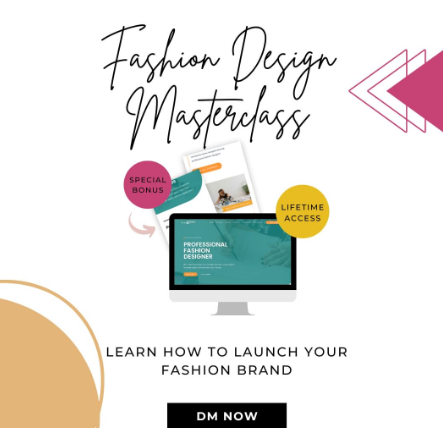 Fashion Design
Masterclass
SPECIAL
BONUS
LIFETIME
ACCESS
PROFESSIONAL
FASHION
DESIGNER
LEARN HOW TO LAUNCH YOUR
FASHION BRAND
DM NOW